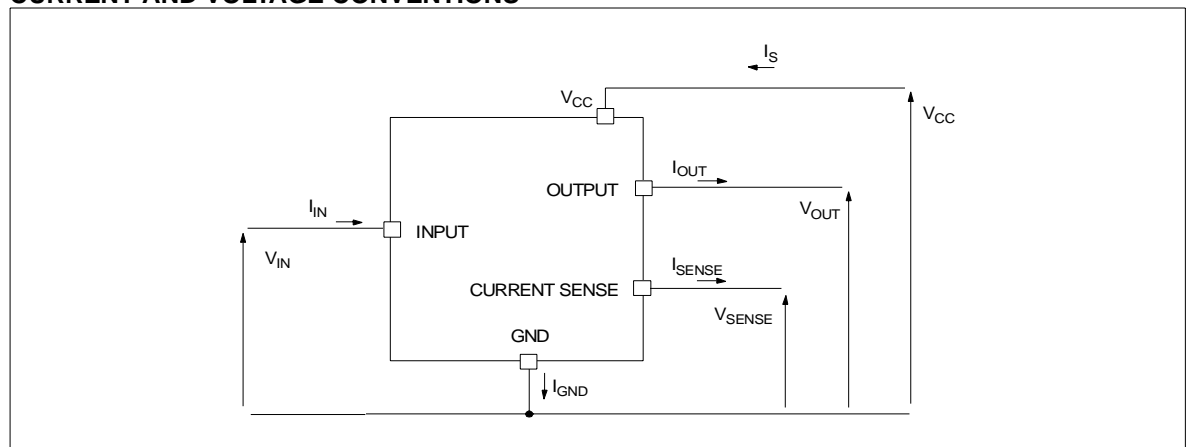 CURRENT AND VOLTAGE CONVENTIONS
I_S
V_CC
V_CC
I_OUT
OUTPUT
V_OUT
I_IN
INPUT
V_IN
I_SENSE
CURRENT SENSE
V_SENSE
GND
I_GND